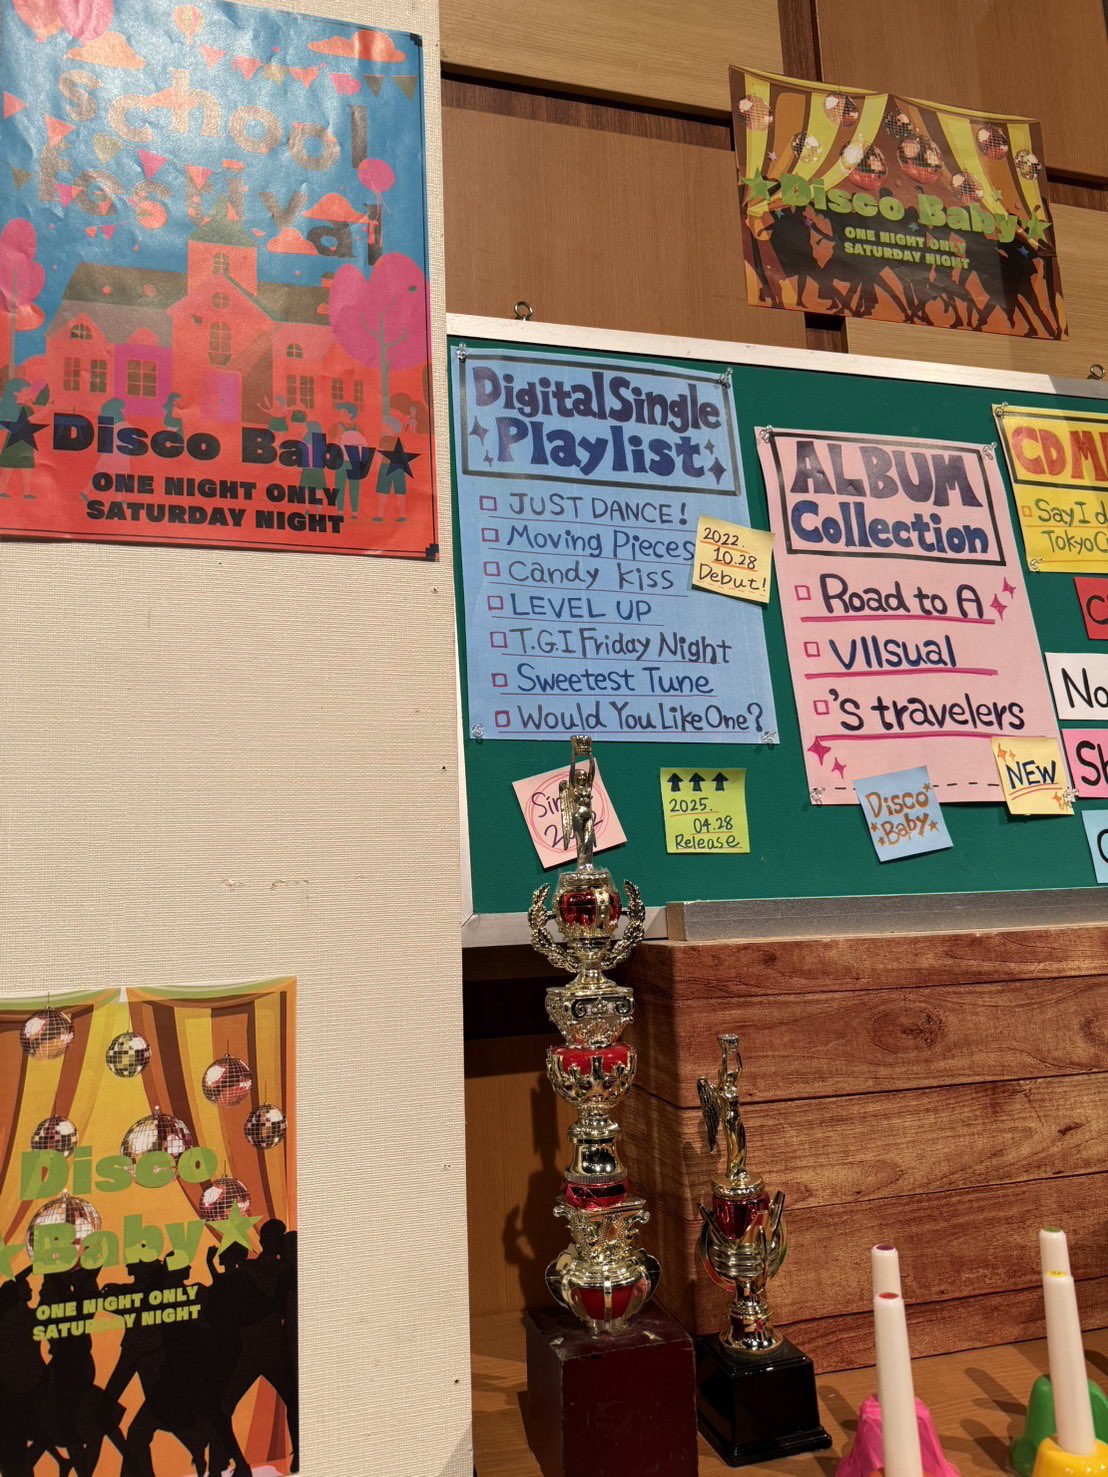 school
festival
★Disco Baby★
ONE NIGHT ONLY
SATURDAY NIGHT
★Disco Baby★
ONE NIGHT ONLY
SATURDAY NIGHT
Digital Single
Playlist
JUST DANCE!
Moving Pieces
Candy kiss
LEVEL UP
T.G.I Friday Night
Sweetest Tune
Would You Like One?
2022.
10.28
Debut!
ALBUM
Collection
Road to A
VIIsual
's travelers
NEW
CD
Say I
No
↑↑↑
2025.
04.28
Release
Disco
Baby
Disco
Baby★
ONE NIGHT ONLY
SATURDAY NIGHT